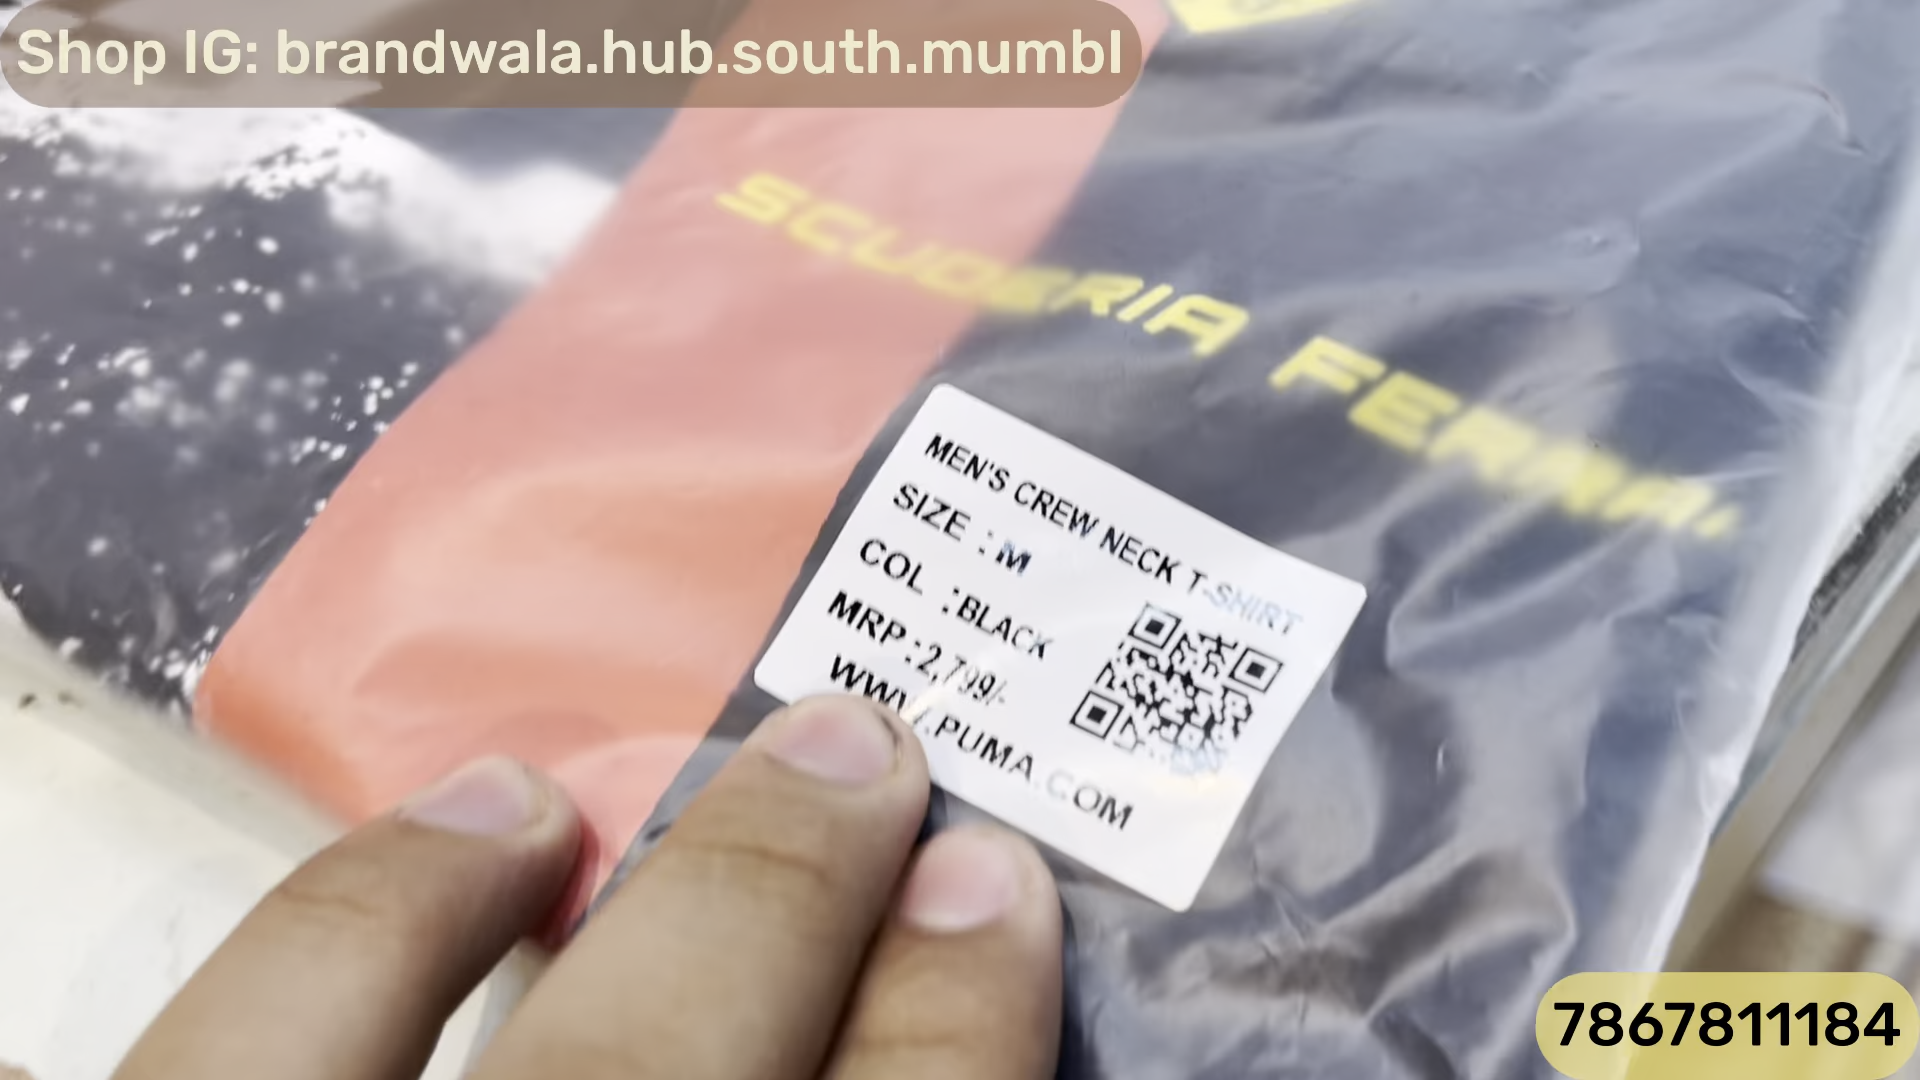 Shop IG: brandwala.hub.south.mumbl
SCUDERIA FERRA
MEN'S CREW NECK T-SHIRT
SIZE : M
COL :BLACK
MRP:2,799/-
WWW.PUMA.COM
7867811184